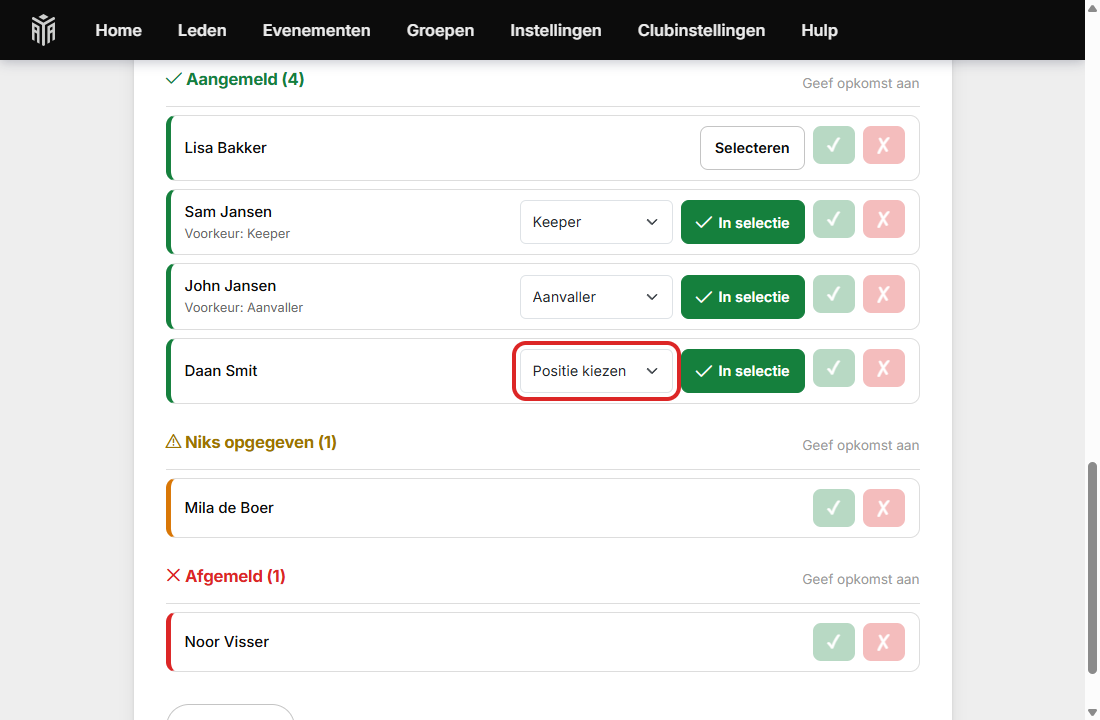 Home Leden Evenementen Groepen Instellingen Clubinstellingen Hulp
Aangemeld (4) Geef opkomst aan
Lisa Bakker Selecteren
Sam Jansen
Voorkeur: Keeper
Keeper In selectie
John Jansen
Voorkeur: Aanvaller
Aanvaller In selectie
Daan Smit Positie kiezen In selectie
Niks opgegeven (1) Geef opkomst aan
Mila de Boer
Afgemeld (1) Geef opkomst aan
Noor Visser